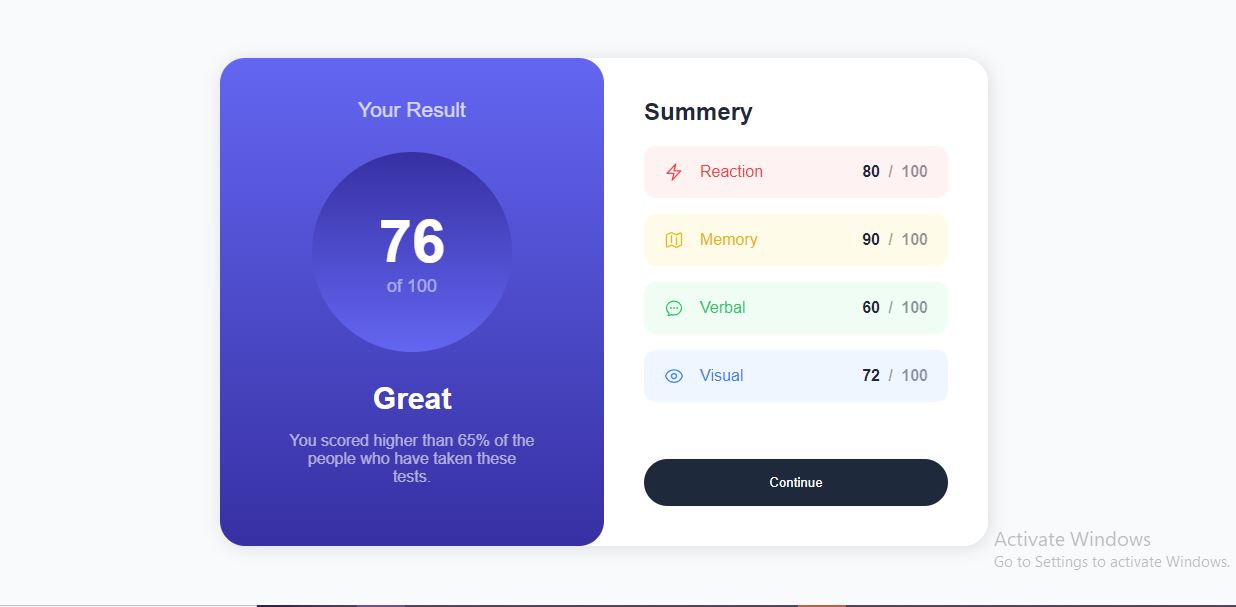 Your Result
76
of 100
Great
You scored higher than 65% of the
people who have taken these
tests.
Summery
Reaction 80 / 100
Memory 90 / 100
Verbal 60 / 100
Visual 72 / 100
Continue
Activate Windows
Go to Settings to activate Windows.